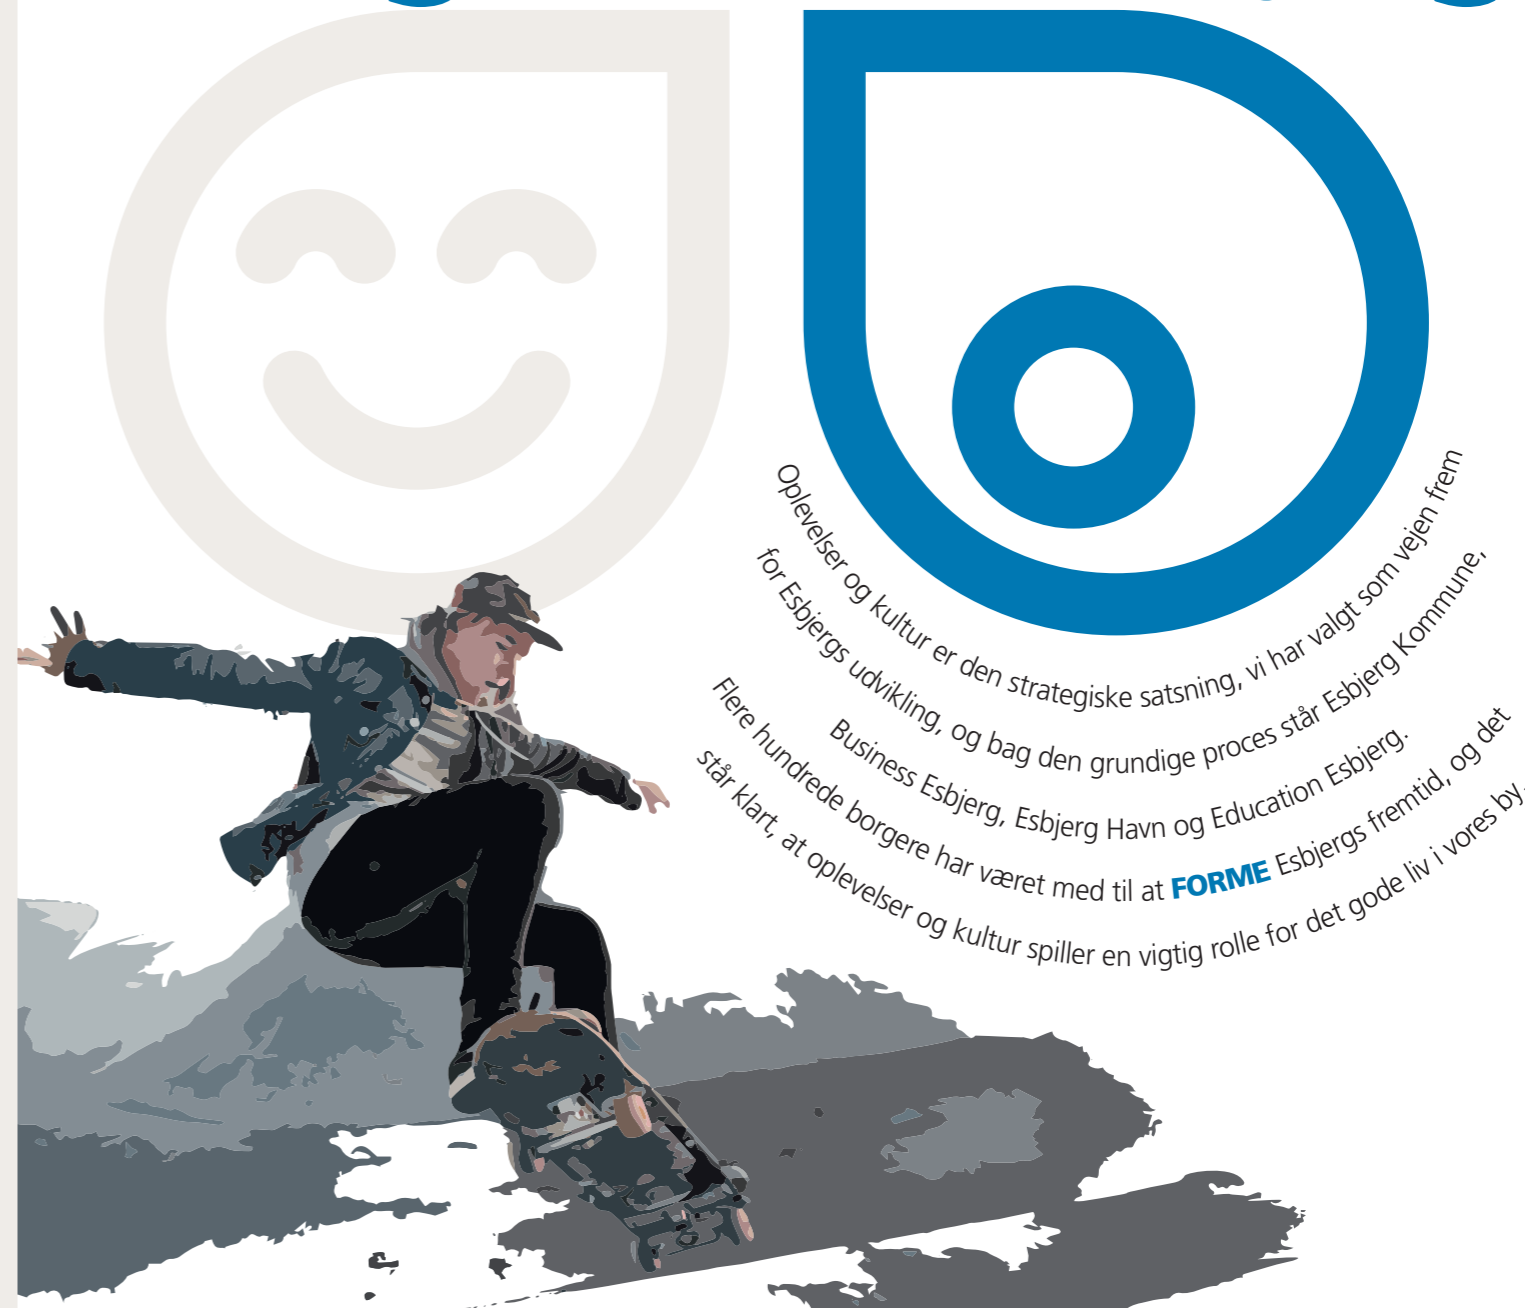 Oplevelser og kultur er den strategiske satsning, vi har valgt som vejen frem
for Esbjergs udvikling, og bag den grundige proces står Esbjerg Kommune,
Business Esbjerg, Esbjerg Havn og Education Esbjerg.
Flere hundrede borgere har været med til at FORME Esbjergs fremtid, og det
står klart, at oplevelser og kultur spiller en vigtig rolle for det gode liv i vores by.